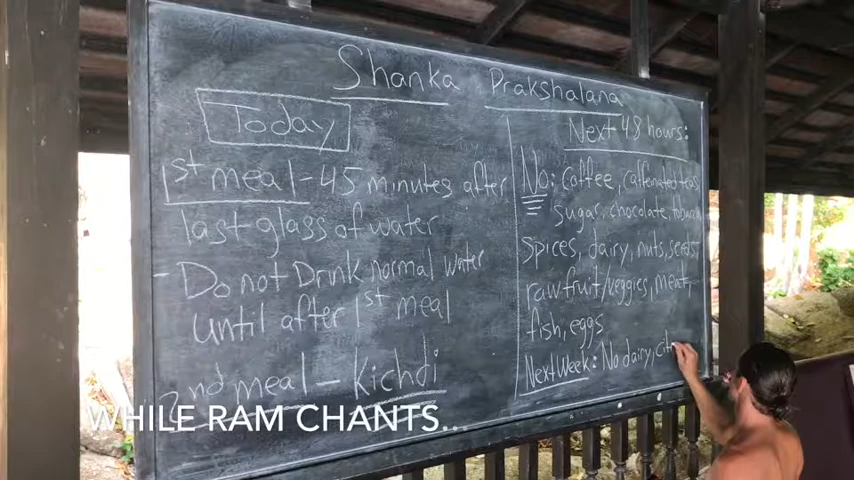 Shanka Prakshalana
Today
1st meal - 45 minutes after
last glass of water
- Do not Drink normal water
until after 1st meal
2nd meal - Kichdi
Next 48 hours:
No: Coffee, caffeinated teas
sugar, chocolate, tobacco
spices, dairy, nuts, seeds,
raw fruit/veggies, meat,
fish, eggs
Next Week: No dairy, cit
WHILE RAM CHANTS...